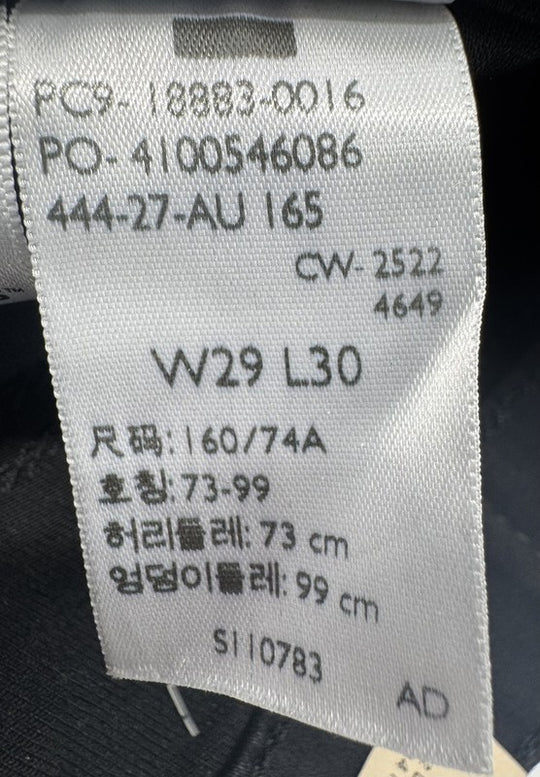 PC9- 18883-0016
PO- 4100546086
444-27-AU 165
CW- 2522
4649
W29 L30
尺码: 160/74A
호칭: 73-99
허리둘레: 73 cm
엉덩이둘레: 99 cm
S110783
AD